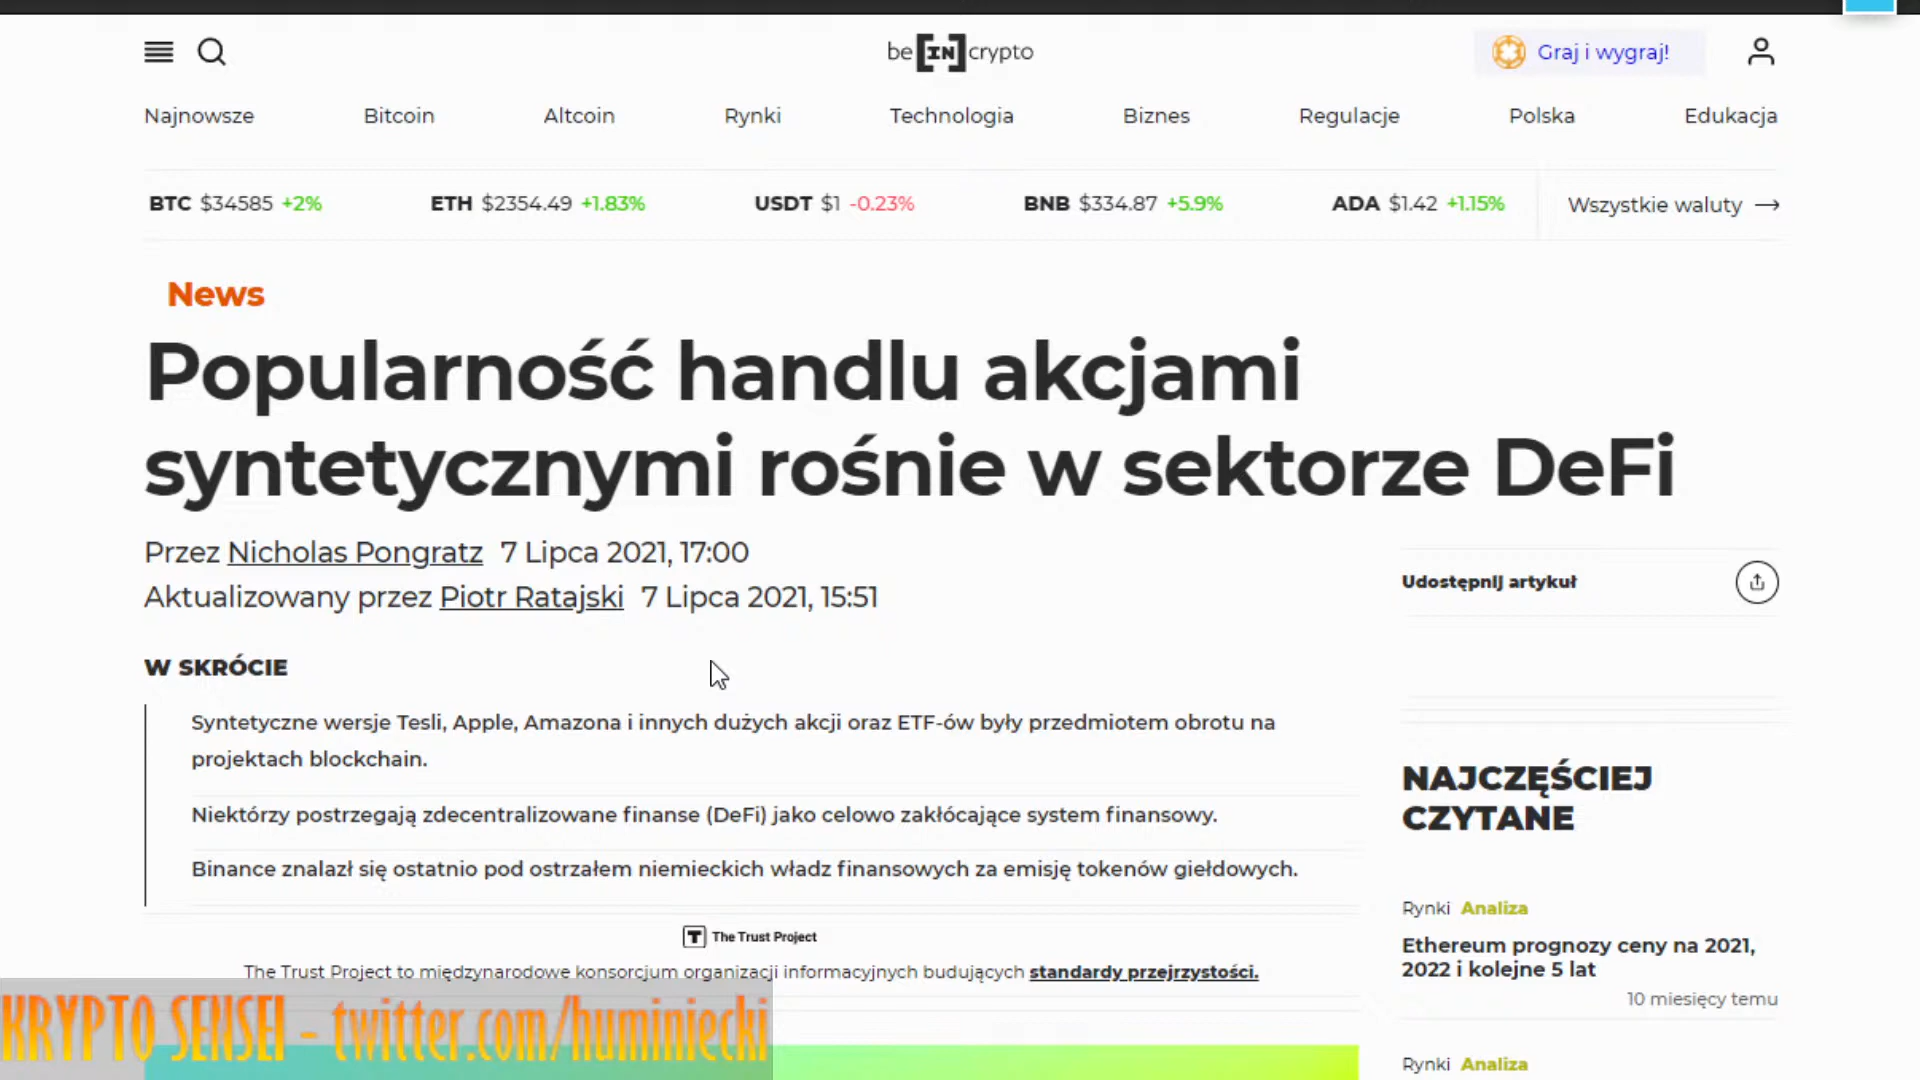 be[IN]crypto
Graj i wygraj!
Najnowsze Bitcoin Altcoin Rynki Technologia Biznes Regulacje Polska Edukacja
BTC $34585 +2% ETH $2354.49 +1.83% USDT $1 -0.23% BNB $334.87 +5.9% ADA $1.42 +1.15% Wszystkie waluty →
News
Popularność handlu akcjami
syntetycznymi rośnie w sektorze DeFi
Przez Nicholas Pongratz 7 Lipca 2021, 17:00
Aktualizowany przez Piotr Ratajski 7 Lipca 2021, 15:51
Udostępnij artykuł
W SKRÓCIE
Syntetyczne wersje Tesli, Apple, Amazona i innych dużych akcji oraz ETF-ów były przedmiotem obrotu na
projektach blockchain.
Niektórzy postrzegają zdecentralizowane finanse (DeFi) jako celowo zakłócające system finansowy.
Binance znalazł się ostatnio pod ostrzałem niemieckich władz finansowych za emisję tokenów giełdowych.
T The Trust Project
The Trust Project to międzynarodowe konsorcjum organizacji informacyjnych budujących standardy przejrzystości.
NAJCZĘŚCIEJ
CZYTANE
Rynki Analiza
Ethereum prognozy ceny na 2021,
2022 i kolejne 5 lat
10 miesięcy temu
Rynki Analiza
KRYPTO SENSEI - twitter.com/huminiecki